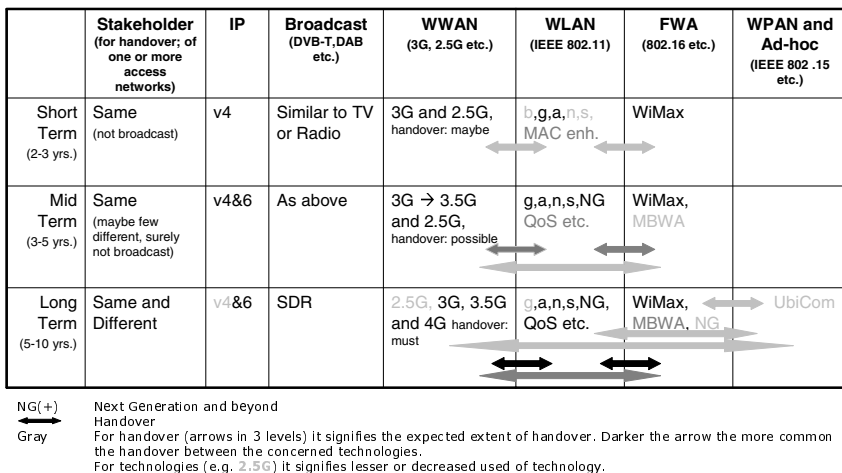 Stakeholder
(for handover; of
one or more
access
networks)
IP
Broadcast
(DVB-T,DAB
etc.)
WWAN
(3G, 2.5G etc.)
WLAN
(IEEE 802.11)
FWA
(802.16 etc.)
WPAN and
Ad-hoc
(IEEE 802 .15
etc.)
Short
Term
(2-3 yrs.)
Same
(not broadcast)
v4
Similar to TV
or Radio
3G and 2.5G,
handover: maybe
b,g,a,n,s,
MAC enh.
WiMax
Mid
Term
(3-5 yrs.)
Same
(maybe few
different, surely
not broadcast)
v4&6
As above
3G → 3.5G
and 2.5G,
handover: possible
g,a,n,s,NG
QoS etc.
WiMax,
MBWA
Long
Term
(5-10 yrs.)
Same and
Different
v4&6
SDR
2.5G, 3G, 3.5G
and 4G handover:
must
g,a,n,s,NG,
QoS etc.
WiMax,
MBWA, NG
UbiCom
NG(+) Next Generation and beyond
Handover
Gray For handover (arrows in 3 levels) it signifies the expected extent of handover. Darker the arrow the more common
the handover between the concerned technologies.
For technologies (e.g. 2.5G) it signifies lesser or decreased used of technology.